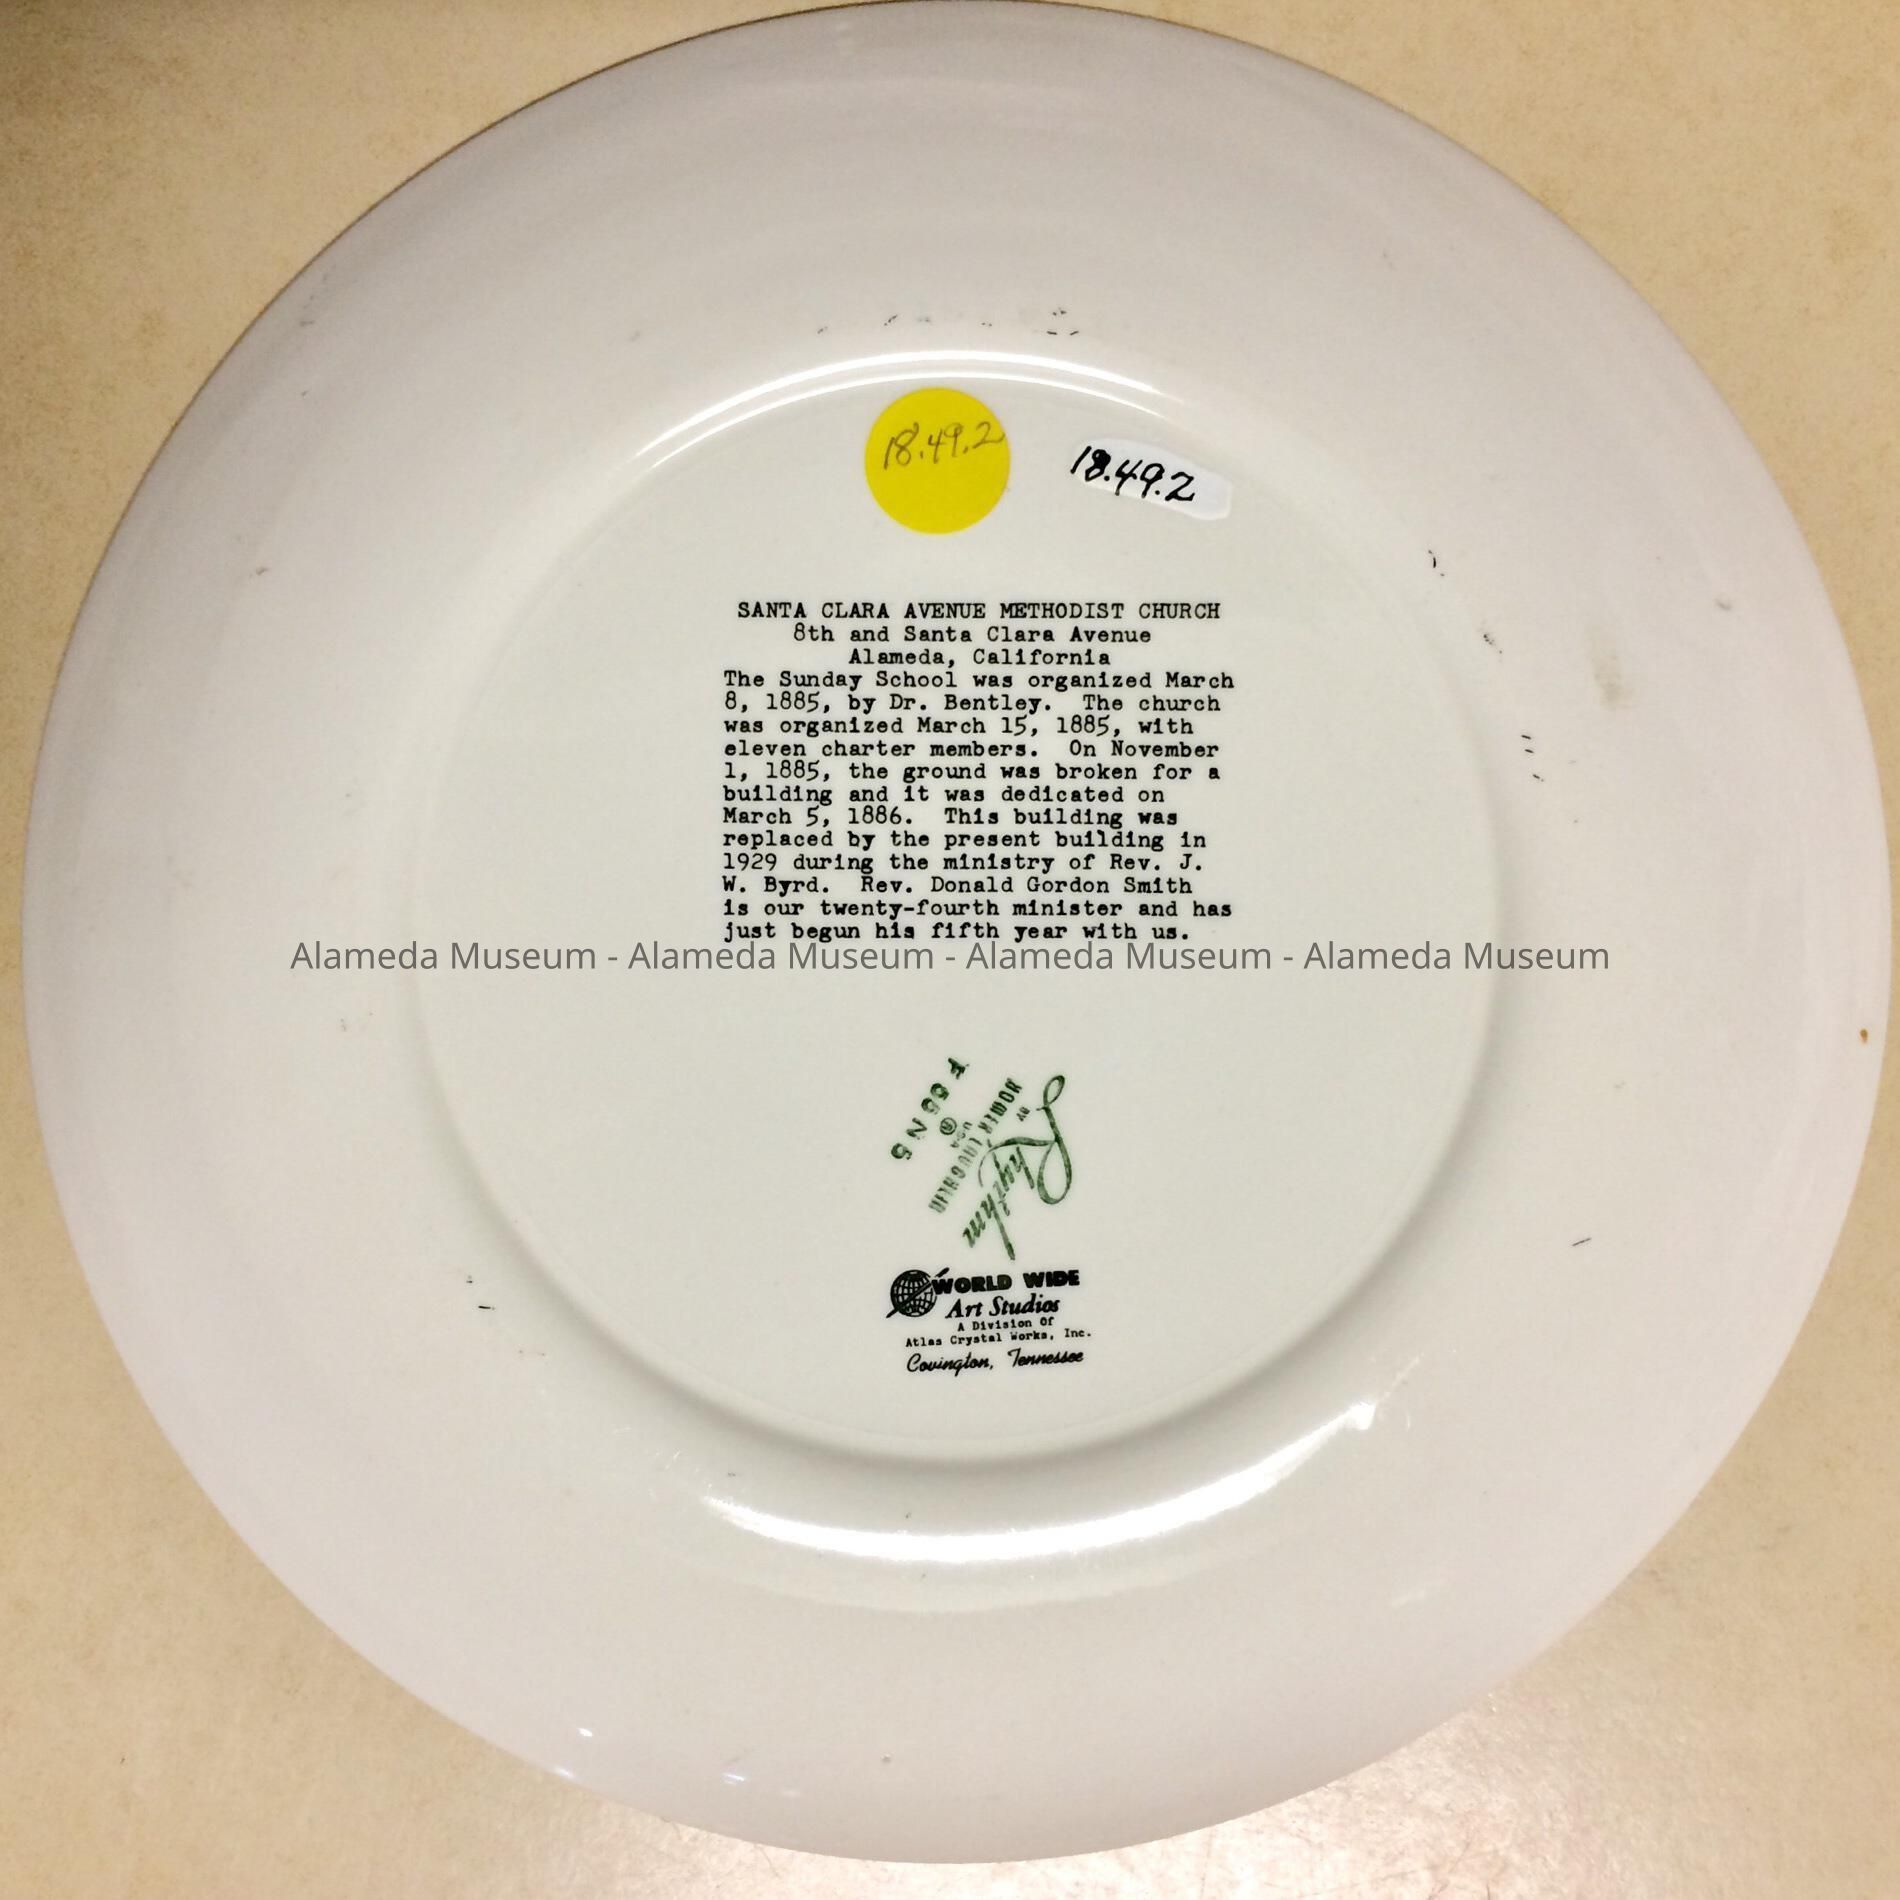 18.49.2
18.49.2
SANTA CLARA AVENUE METHODIST CHURCH
8th and Santa Clara Avenue
Alameda, California
The Sunday School was organized March
8, 1885, by Dr. Bentley. The church
was organized March 15, 1885, with
eleven charter members. On November
1, 1885, the ground was broken for a
building and it was dedicated on
March 5, 1886. This building was
replaced by the present building in
1929 during the ministry of Rev. J.
W. Byrd. Rev. Donald Gordon Smith
is our twenty-fourth minister and has
just begun his fifth year with us.
Alameda Museum - Alameda Museum - Alameda Museum - Alameda Museum
Rhythm
BY
HOMER LAUGHLIN
USA
®
F 55 N 5
WORLD WIDE
Art Studios
A Division Of
Atlas Crystal Works, Inc.
Covington, Tennessee